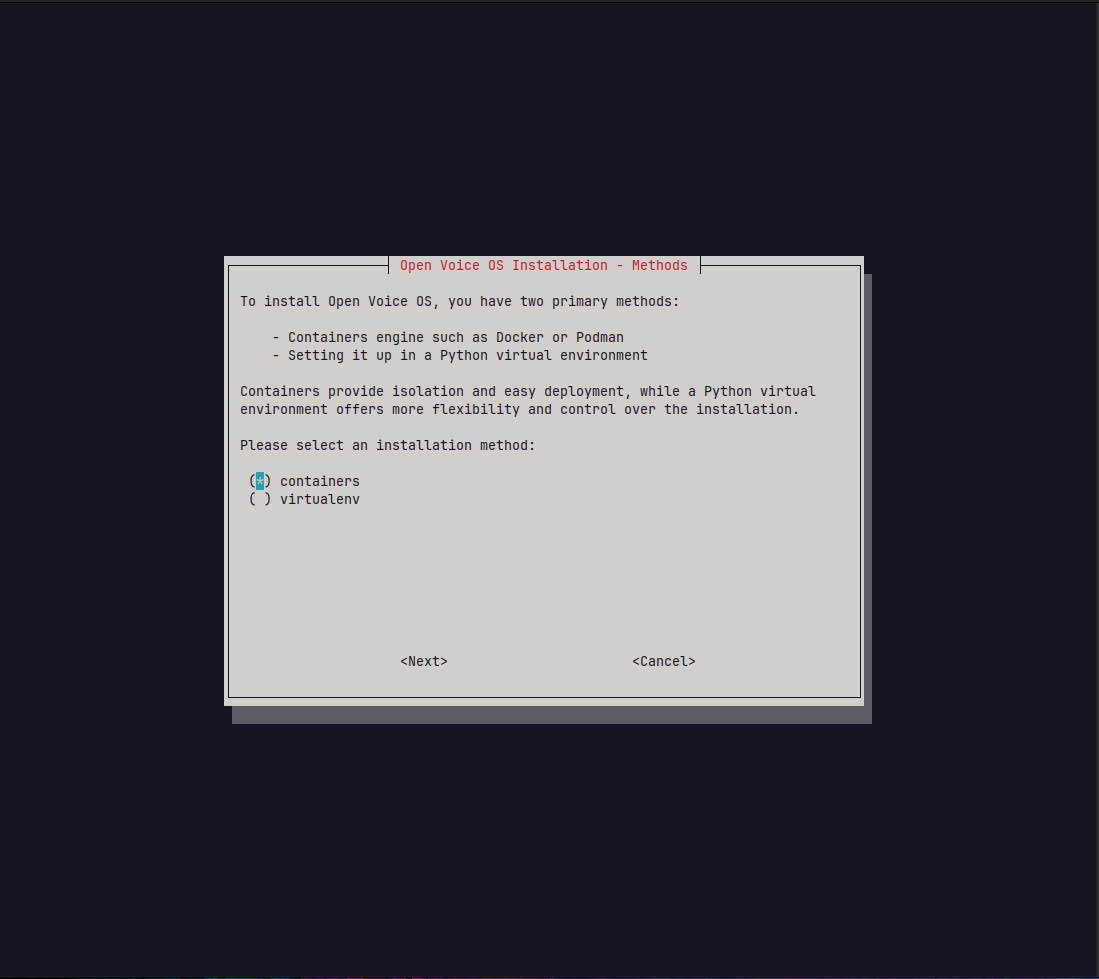 Open Voice OS Installation - Methods
To install Open Voice OS, you have two primary methods:
- Containers engine such as Docker or Podman
- Setting it up in a Python virtual environment
Containers provide isolation and easy deployment, while a Python virtual
environment offers more flexibility and control over the installation.
Please select an installation method:
(*) containers
( ) virtualenv
<Next> <Cancel>